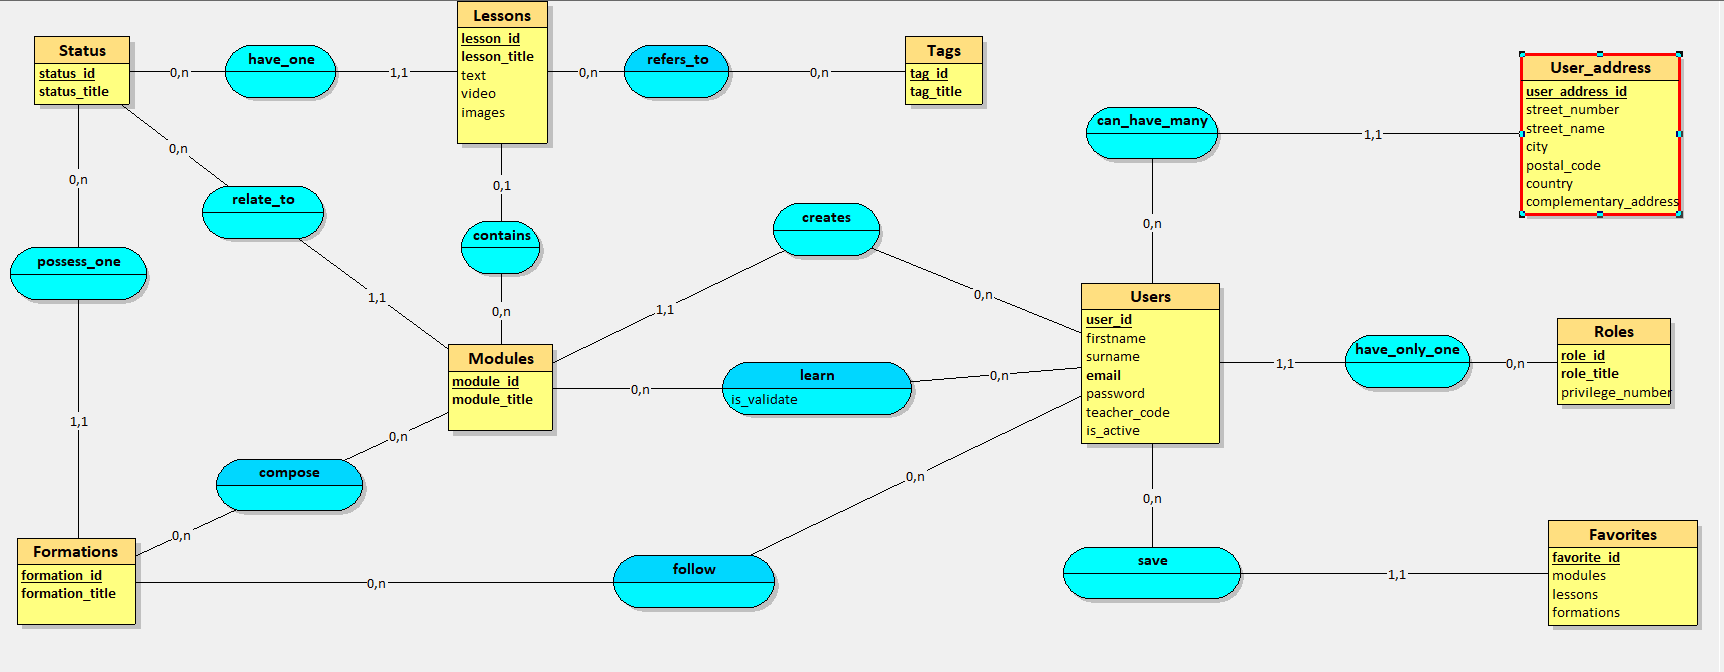 Lessons
lesson_id
lesson_title
text
video
images
Status
status_id
status_title
0,n
have_one
1,1
0,n
refers_to
0,n
Tags
tag_id
tag_title
User_address
user_address_id
street_number
street_name
city
postal_code
country
complementary_address
can_have_many
1,1
0,n
0,n
0,n
relate_to
1,1
0,1
contains
0,n
creates
1,1
0,n
possess_one
1,1
Users
user_id
firstname
surname
email
password
teacher_code
is_active
1,1
have_only_one
0,n
Roles
role_id
role_title
privilege_number
Modules
module_id
module_title
0,n
learn
is_validate
0,n
0,n
compose
0,n
0,n
Formations
formation_id
formation_title
0,n
follow
0,n
save
1,1
Favorites
favorite_id
modules
lessons
formations